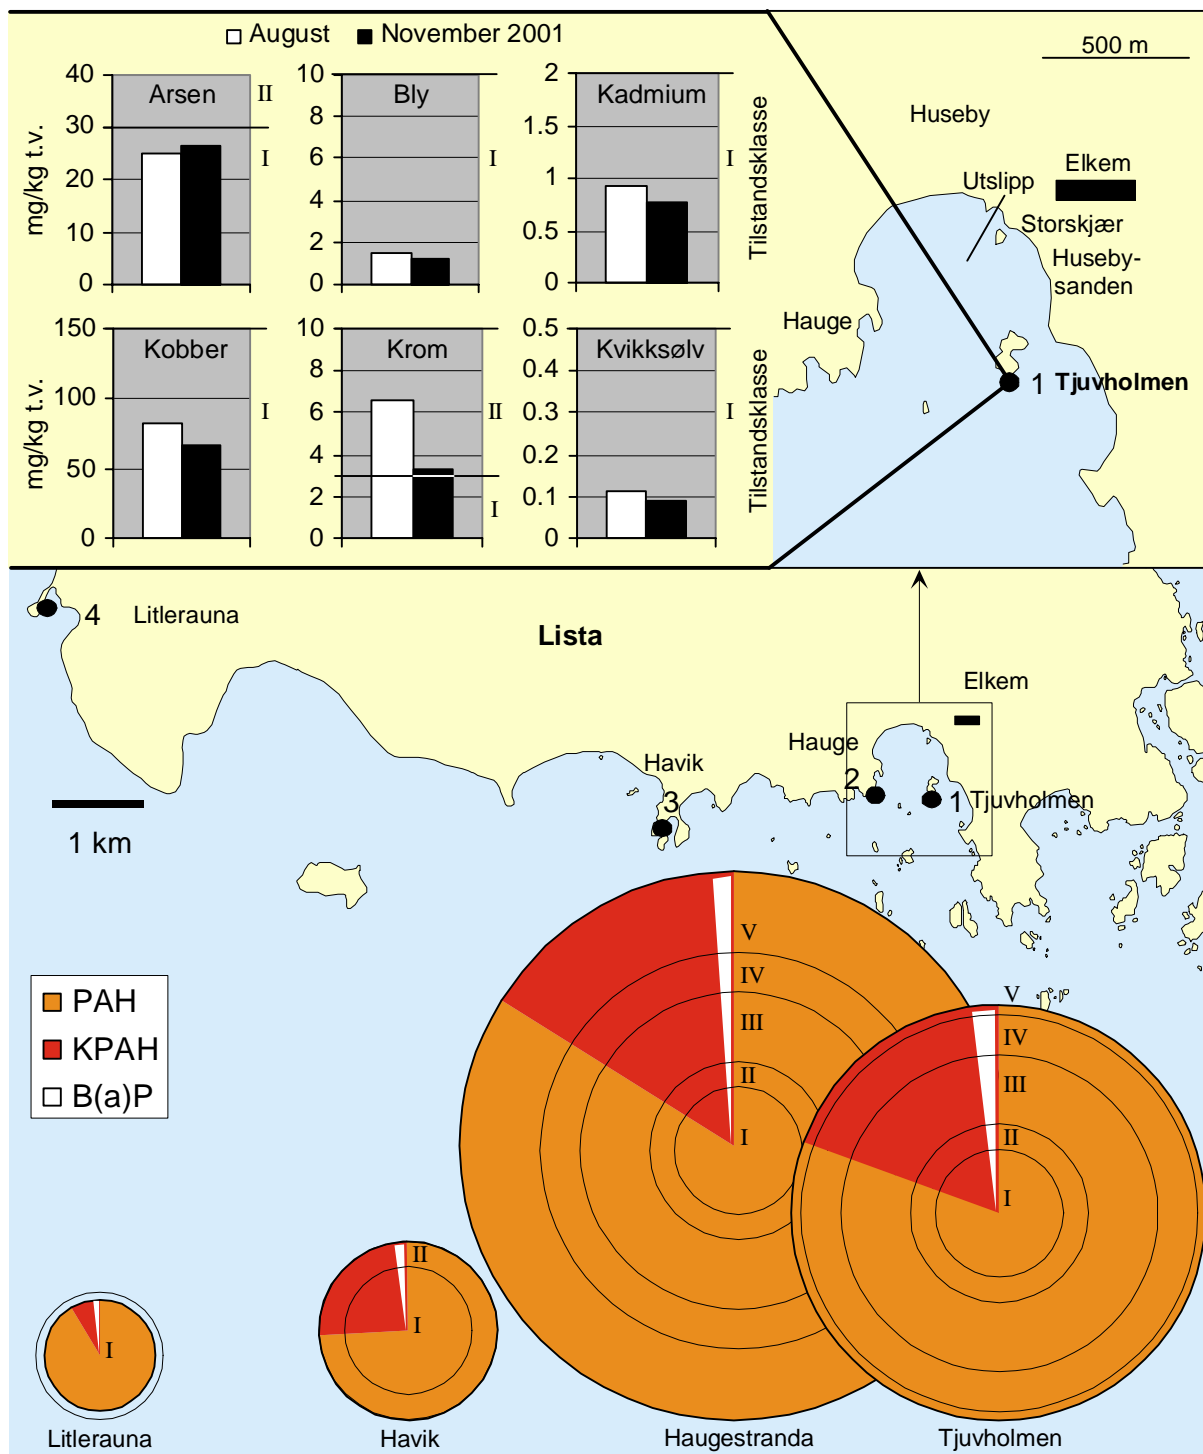 August November 2001
40
30
20
10
0
mg/kg t.v.
Arsen
II
I
10
8
6
4
2
0
Bly
I
2
1.5
1
0.5
0
Kadmium
I
Tilstandsklasse
150
100
50
0
mg/kg t.v.
Kobber
I
10
8
6
4
2
0
Krom
II
I
0.5
0.4
0.3
0.2
0.1
0
Kvikksølv
I
Tilstandsklasse
500 m
Huseby
Elkem
Utslipp
Storskjær
Huseby-
sanden
Hauge
1 Tjuvholmen
4 Litlerauna
Lista
Elkem
Hauge
Havik
2
1 Tjuvholmen
3
1 km
PAH
KPAH
B(a)P
V
IV
III
II
I
V
IV
III
II
I
II
I
I
Litlerauna
Havik
Haugestranda
Tjuvholmen